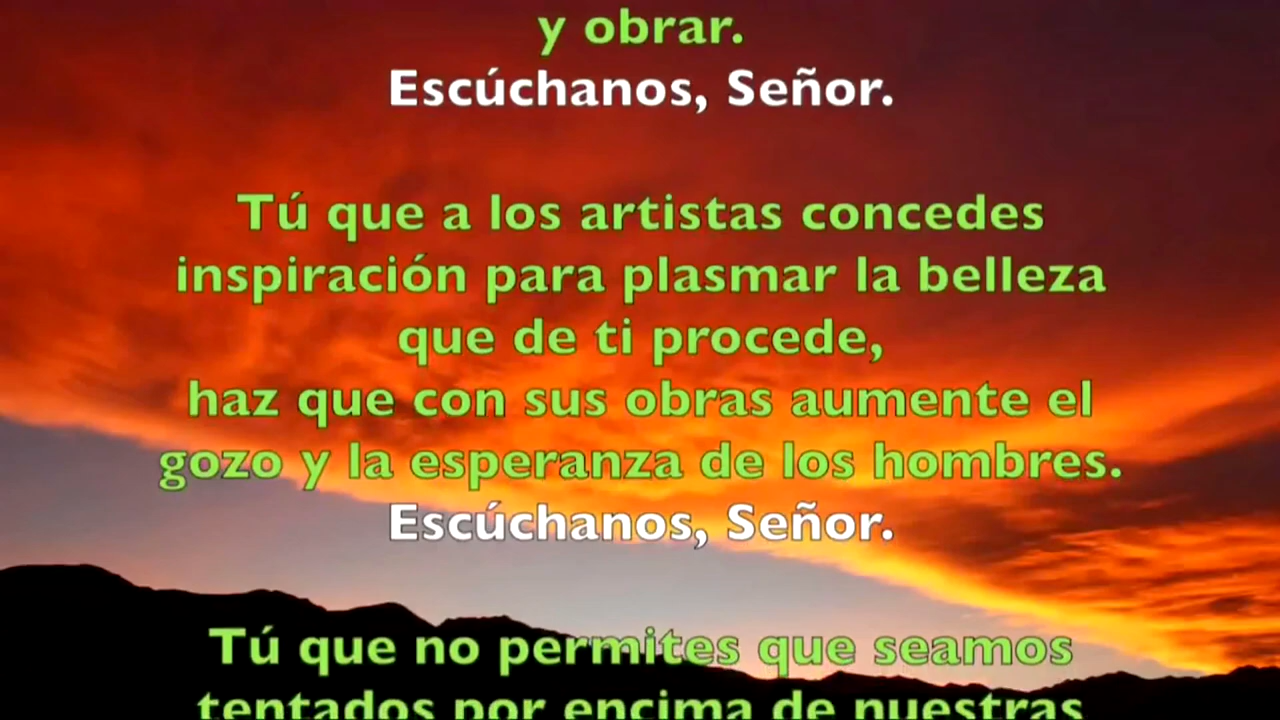 y obrar.
Escúchanos, Señor.
Tú que a los artistas concedes
inspiración para plasmar la belleza
que de ti procede,
haz que con sus obras aumente el
gozo y la esperanza de los hombres.
Escúchanos, Señor.
Tú que no permites que seamos
tentados por encima de nuestras